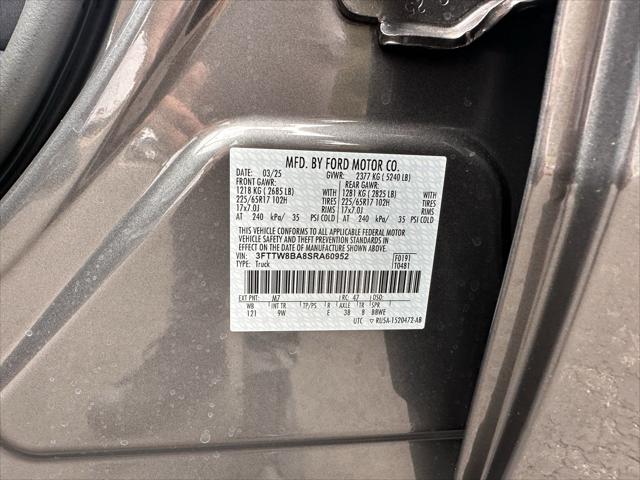 MFD. BY FORD MOTOR CO.
DATE: 03/25 GVWR: 2377 KG ( 5240 LB)
FRONT GAWR: REAR GAWR:
1218 KG ( 2685 LB) WITH 1281 KG ( 2825 LB) WITH
225/65R17 102H TIRES 225/65R17 102H TIRES
17x7.0J RIMS 17x7.0J RIMS
AT 240 kPa/ 35 PSI COLD AT 240 kPa/ 35 PSI COLD
THIS VEHICLE CONFORMS TO ALL APPLICABLE FEDERAL MOTOR
VEHICLE SAFETY AND THEFT PREVENTION STANDARDS IN
EFFECT ON THE DATE OF MANUFACTURE SHOWN ABOVE.
VIN: 3FTTW8BA8SRA60952 F0191
TYPE: Truck T0481
EXT PNT: M7 RC: 47 DSO:
WB INT TR TP/PS R AXLE TR SPR
121 9W E 38 B BBWE
UTC ▽ RU5A-1520472-AB